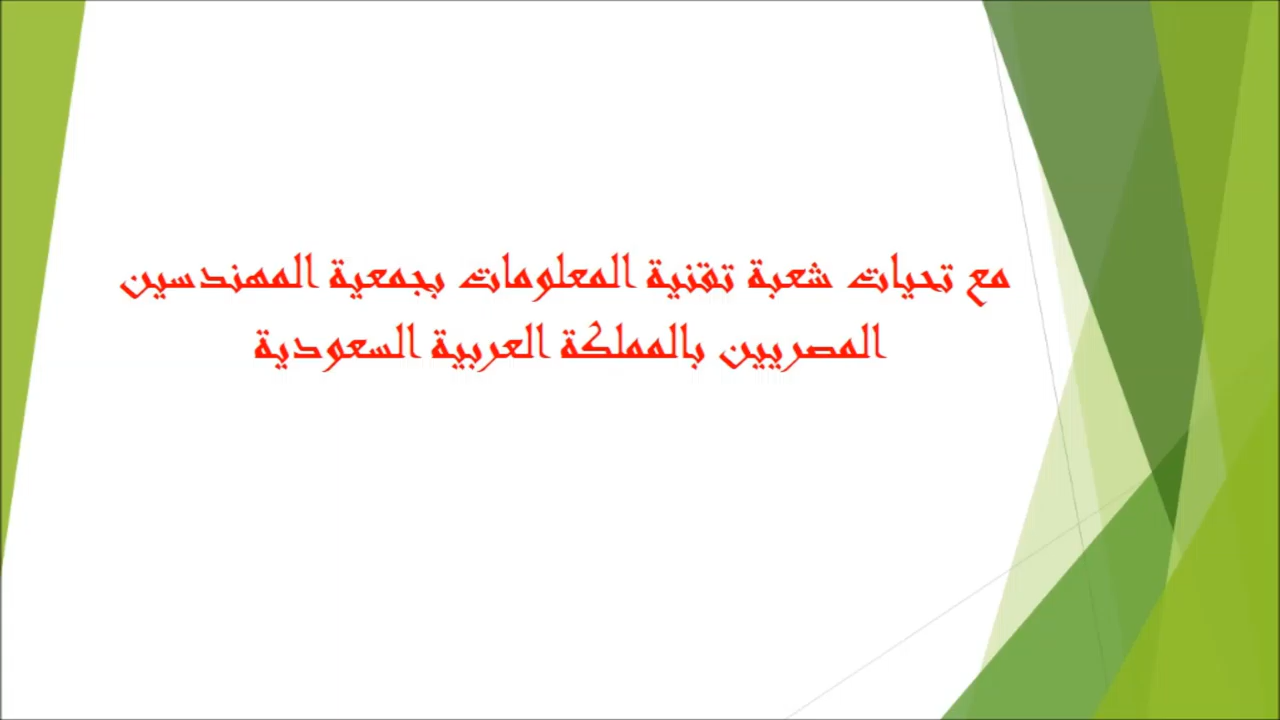 مع تحيات شعبة تقنية المعلومات بجمعية المهندسين
المصريين بالمملكة العربية السعودية